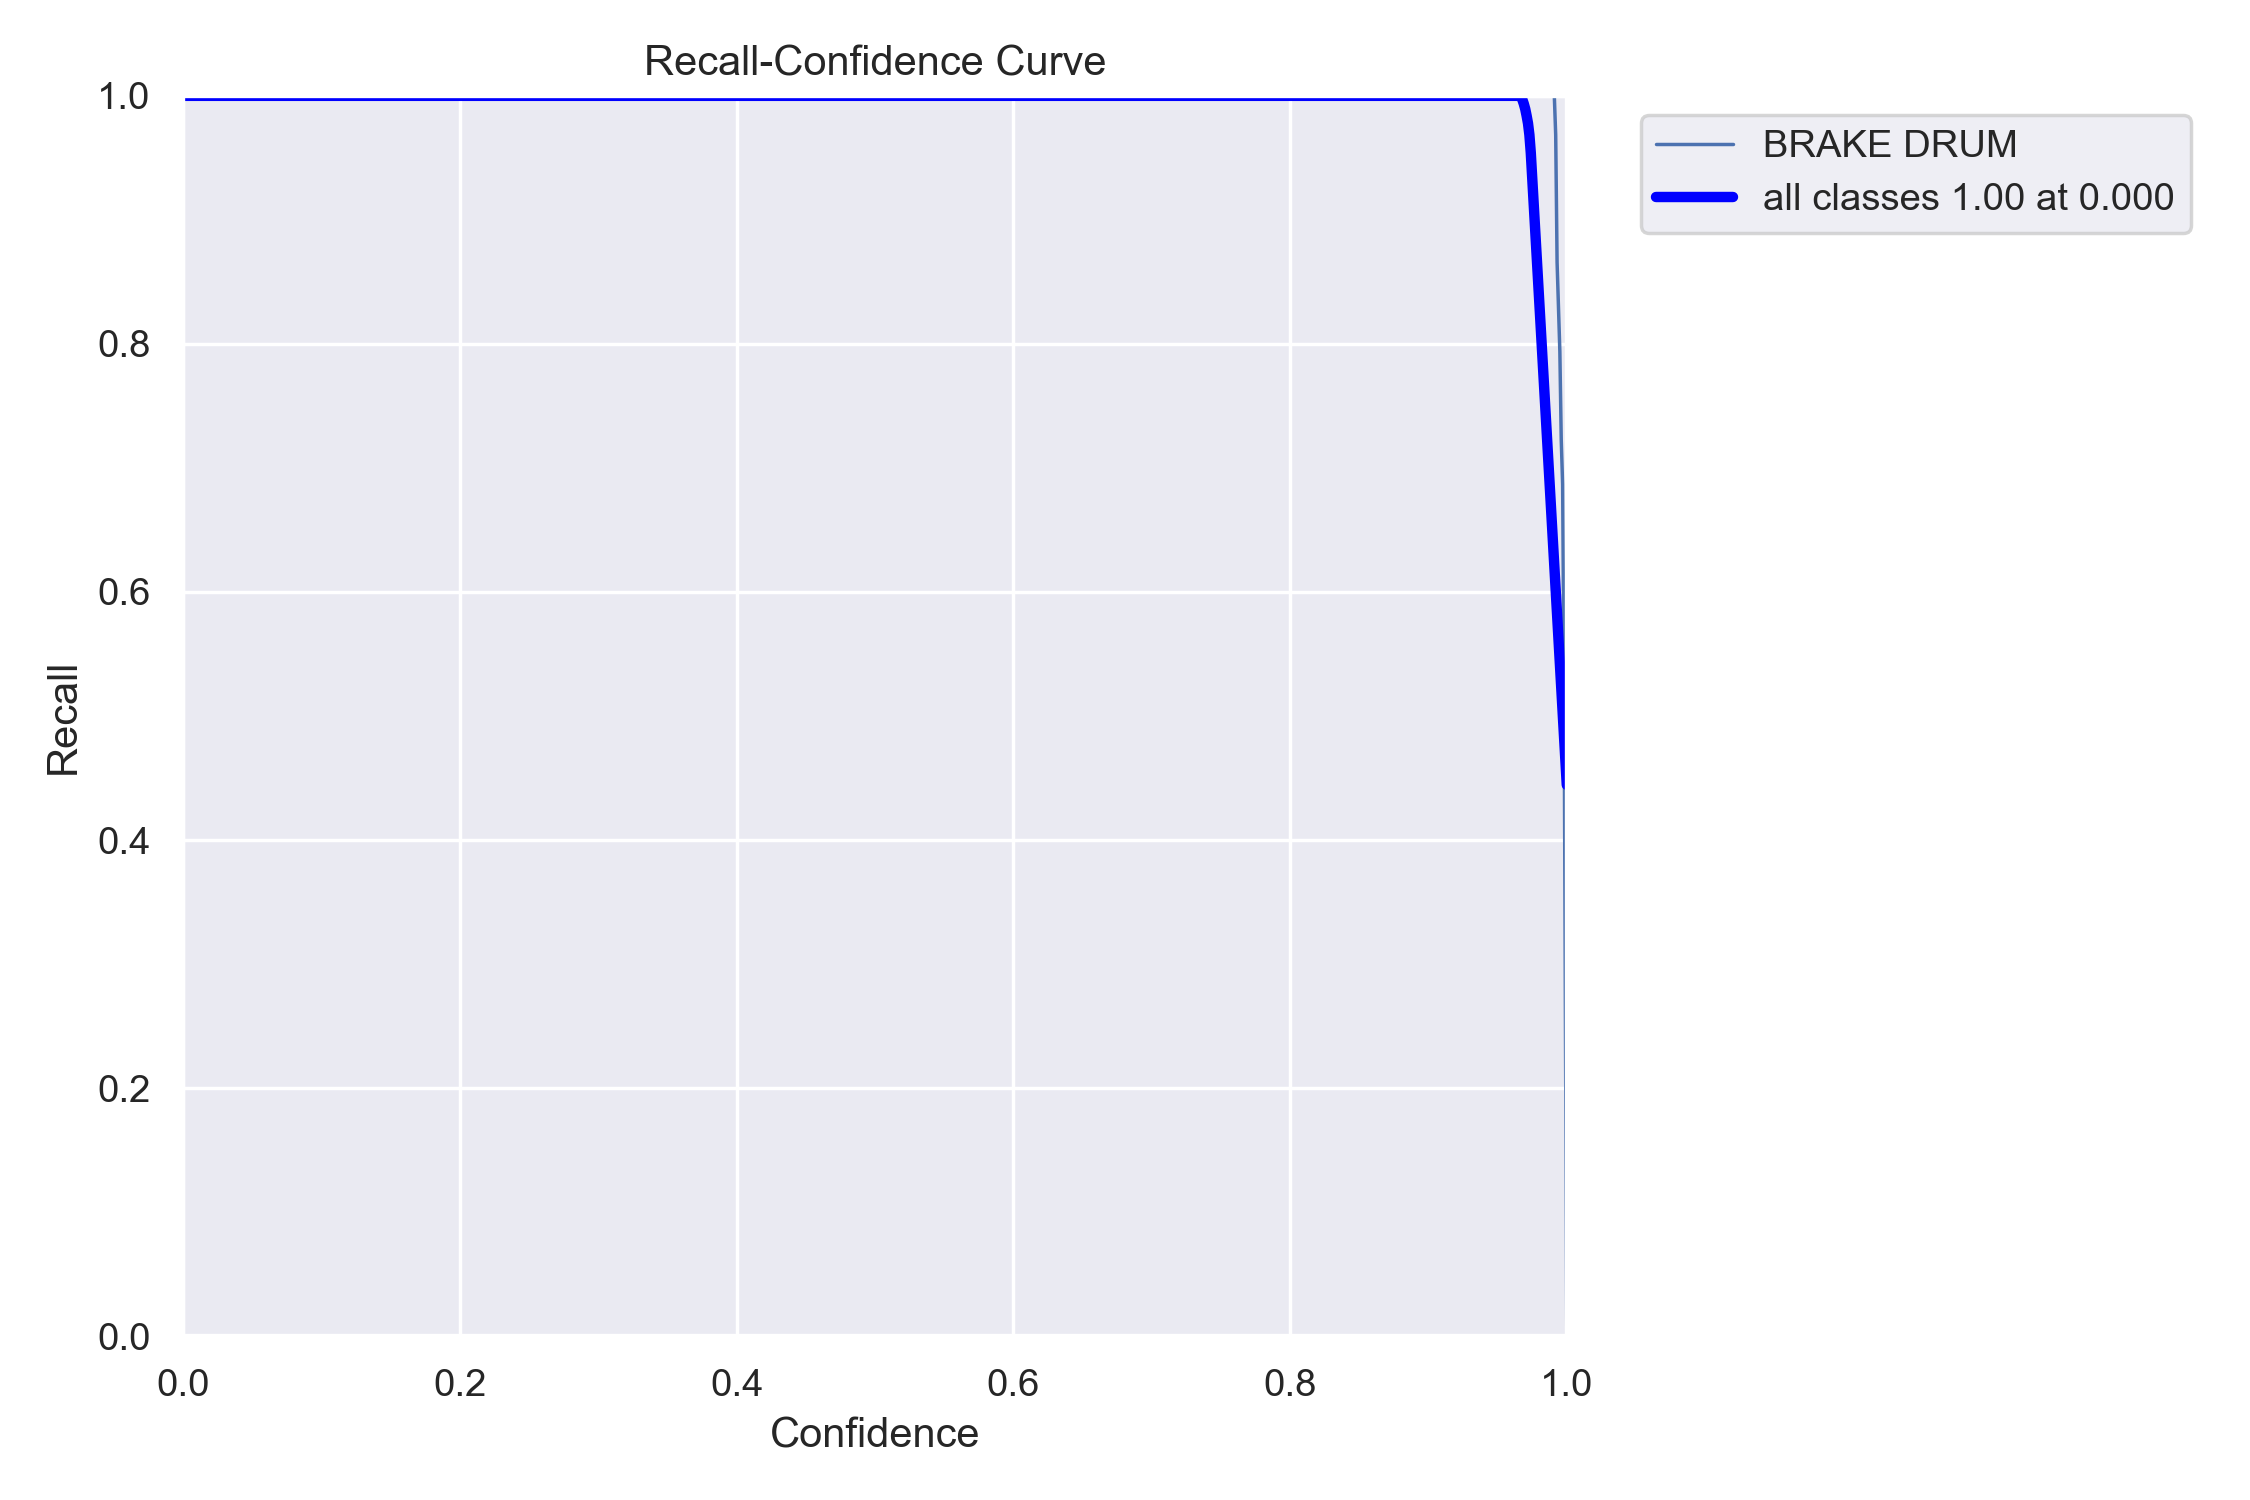 Recall-Confidence Curve
BRAKE DRUM
all classes 1.00 at 0.000
1.0
0.8
0.6
0.4
0.2
0.0
Recall
0.0 0.2 0.4 0.6 0.8 1.0
Confidence